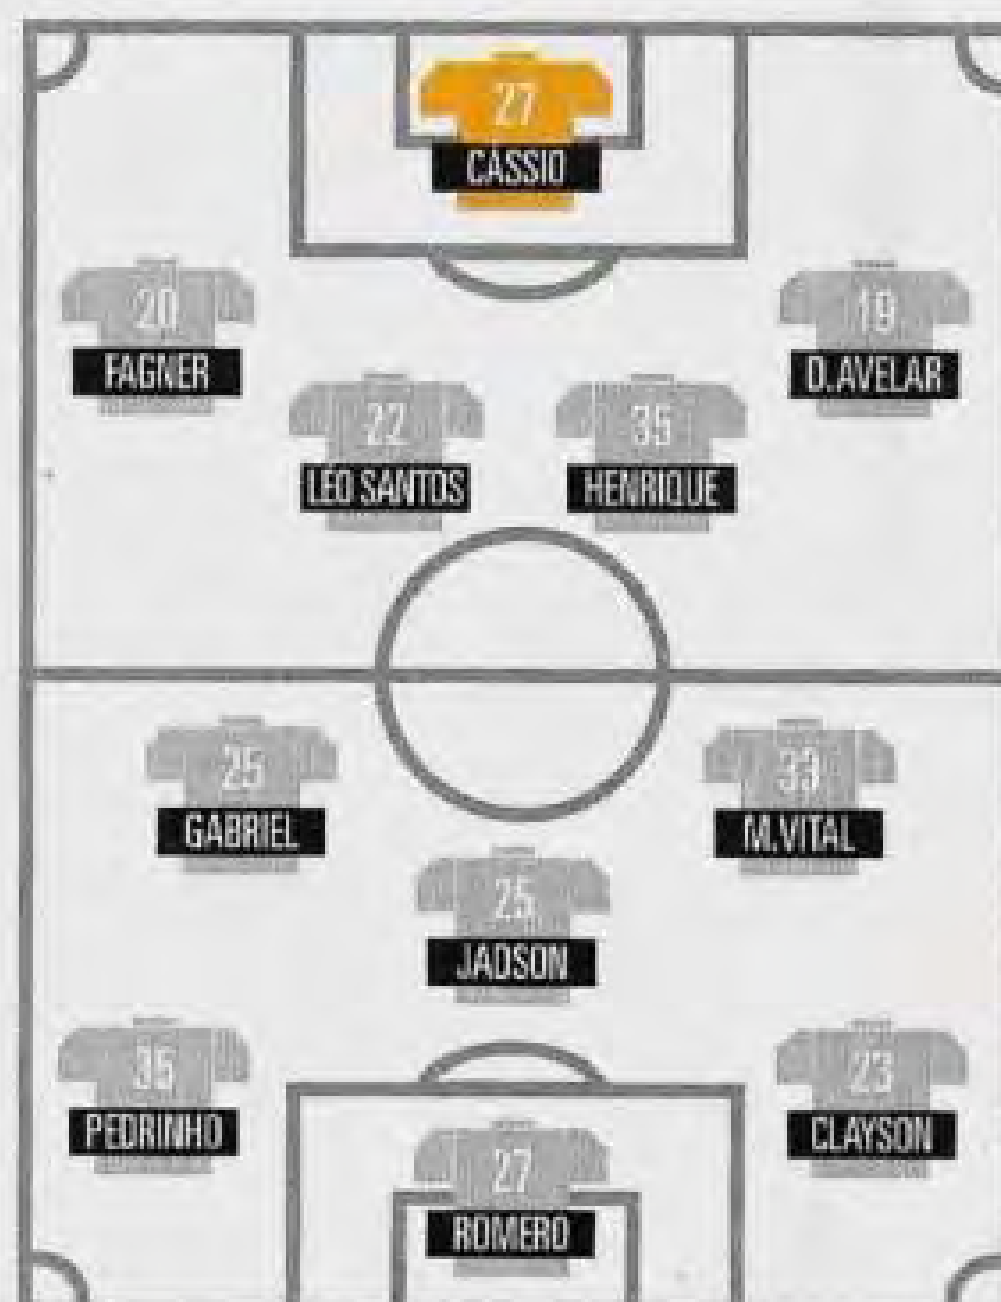 27
CÁSSIO
20
FAGNER
19
D.AVELAR
22
LÉO SANTOS
35
HENRIQUE
25
GABRIEL
33
M.VITAL
25
JADSON
35
PEDRINHO
23
CLAYSON
27
ROMERO